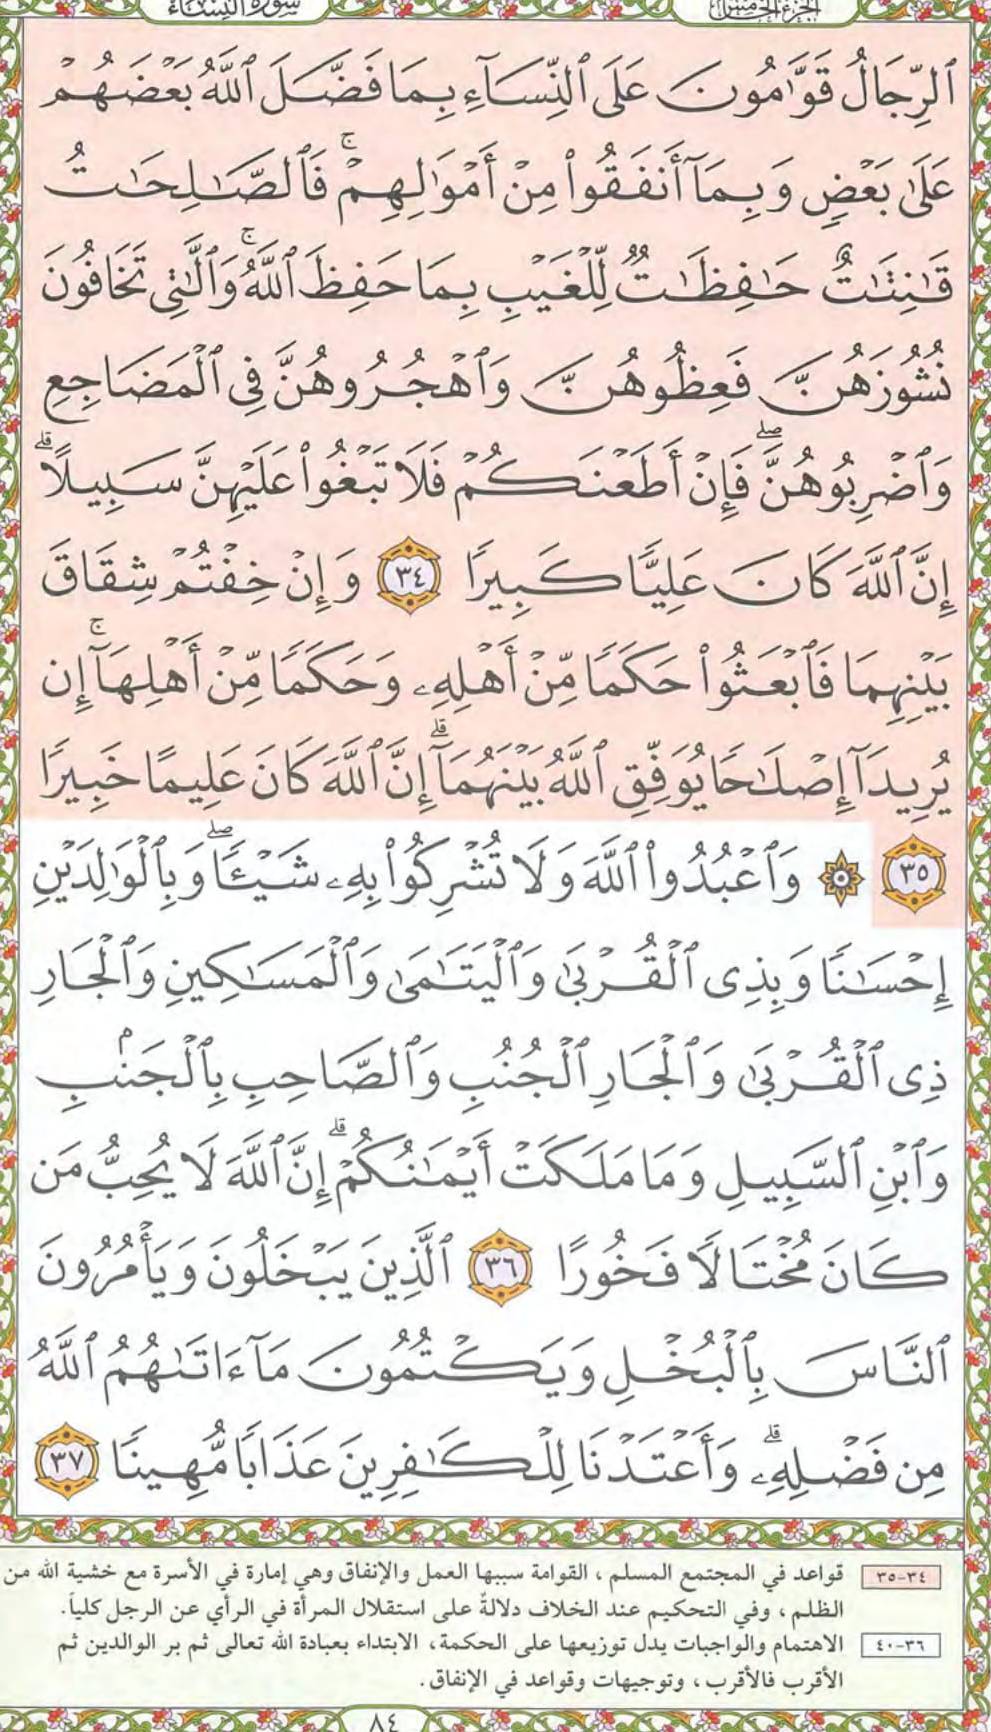 سورة النساء
الجزء الخامس
ٱلرِّجَالُ قَوَّٰمُونَ عَلَى ٱلنِّسَآءِ بِمَا فَضَّلَ ٱللَّهُ بَعْضَهُمْ
عَلَىٰ بَعْضٍ وَبِمَآ أَنفَقُوا۟ مِنْ أَمْوَٰلِهِمْ ۚ فَٱلصَّٰلِحَٰتُ
قَٰنِتَٰتٌ حَٰفِظَٰتٌ لِّلْغَيْبِ بِمَا حَفِظَ ٱللَّهُ ۚ وَٱلَّٰتِى تَخَافُونَ
نُشُوزَهُنَّ فَعِظُوهُنَّ وَٱهْجُرُوهُنَّ فِى ٱلْمَضَاجِعِ
وَٱضْرِبُوهُنَّ ۖ فَإِنْ أَطَعْنَكُمْ فَلَا تَبْغُوا۟ عَلَيْهِنَّ سَبِيلًا ۗ
إِنَّ ٱللَّهَ كَانَ عَلِيًّا كَبِيرًا ٣٤ وَإِنْ خِفْتُمْ شِقَاقَ
بَيْنِهِمَا فَٱبْعَثُوا۟ حَكَمًا مِّنْ أَهْلِهِۦ وَحَكَمًا مِّنْ أَهْلِهَآ ۚ إِن
يُرِيدَآ إِصْلَٰحًا يُوَفِّقِ ٱللَّهُ بَيْنَهُمَآ ۗ إِنَّ ٱللَّهَ كَانَ عَلِيمًا خَبِيرًا
٣٥ ۞ وَٱعْبُدُوا۟ ٱللَّهَ وَلَا تُشْرِكُوا۟ بِهِۦ شَيْـًٔا ۖ وَبِٱلْوَٰلِدَيْنِ
إِحْسَٰنًا وَبِذِى ٱلْقُرْبَىٰ وَٱلْيَتَٰمَىٰ وَٱلْمَسَٰكِينِ وَٱلْجَارِ
ذِى ٱلْقُرْبَىٰ وَٱلْجَارِ ٱلْجُنُبِ وَٱلصَّاحِبِ بِٱلْجَنۢبِ
وَٱبْنِ ٱلسَّبِيلِ وَمَا مَلَكَتْ أَيْمَٰنُكُمْ ۗ إِنَّ ٱللَّهَ لَا يُحِبُّ مَن
كَانَ مُخْتَالًا فَخُورًا ٣٦ ٱلَّذِينَ يَبْخَلُونَ وَيَأْمُرُونَ
ٱلنَّاسَ بِٱلْبُخْلِ وَيَكْتُمُونَ مَآ ءَاتَىٰهُمُ ٱللَّهُ
مِن فَضْلِهِۦ ۗ وَأَعْتَدْنَا لِلْكَٰفِرِينَ عَذَابًا مُّهِينًا ٣٧
٣٤-٣٥ قواعد في المجتمع المسلم ، القوامة سببها العمل والإنفاق وهي إمارة في الأسرة مع خشية الله من
الظلم ، وفي التحكيم عند الخلاف دلالةٌ على استقلال المرأة في الرأي عن الرجل كلياً.
٣٦-٤٠ الاهتمام والواجبات يدل توزيعها على الحكمة، الابتداء بعبادة الله تعالى ثم بر الوالدين ثم
الأقرب فالأقرب ، وتوجيهات وقواعد في الإنفاق .
٨٤